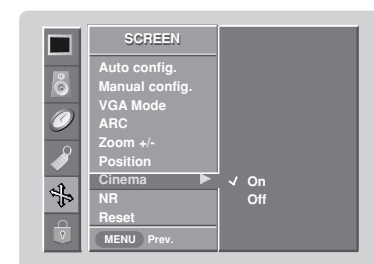 SCREEN
Auto config.
Manual config.
VGA Mode
ARC
Zoom +/-
Position
Cinema ▶ ✓ On
NR Off
Reset
MENU Prev.